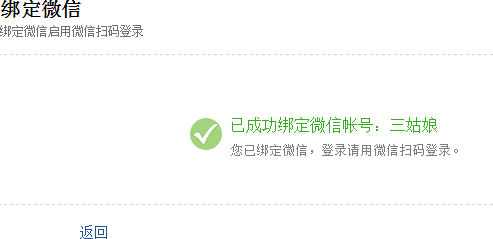 绑定微信
绑定微信启用微信扫码登录
已成功绑定微信帐号：三姑娘
您已绑定微信，登录请用微信扫码登录。
返回